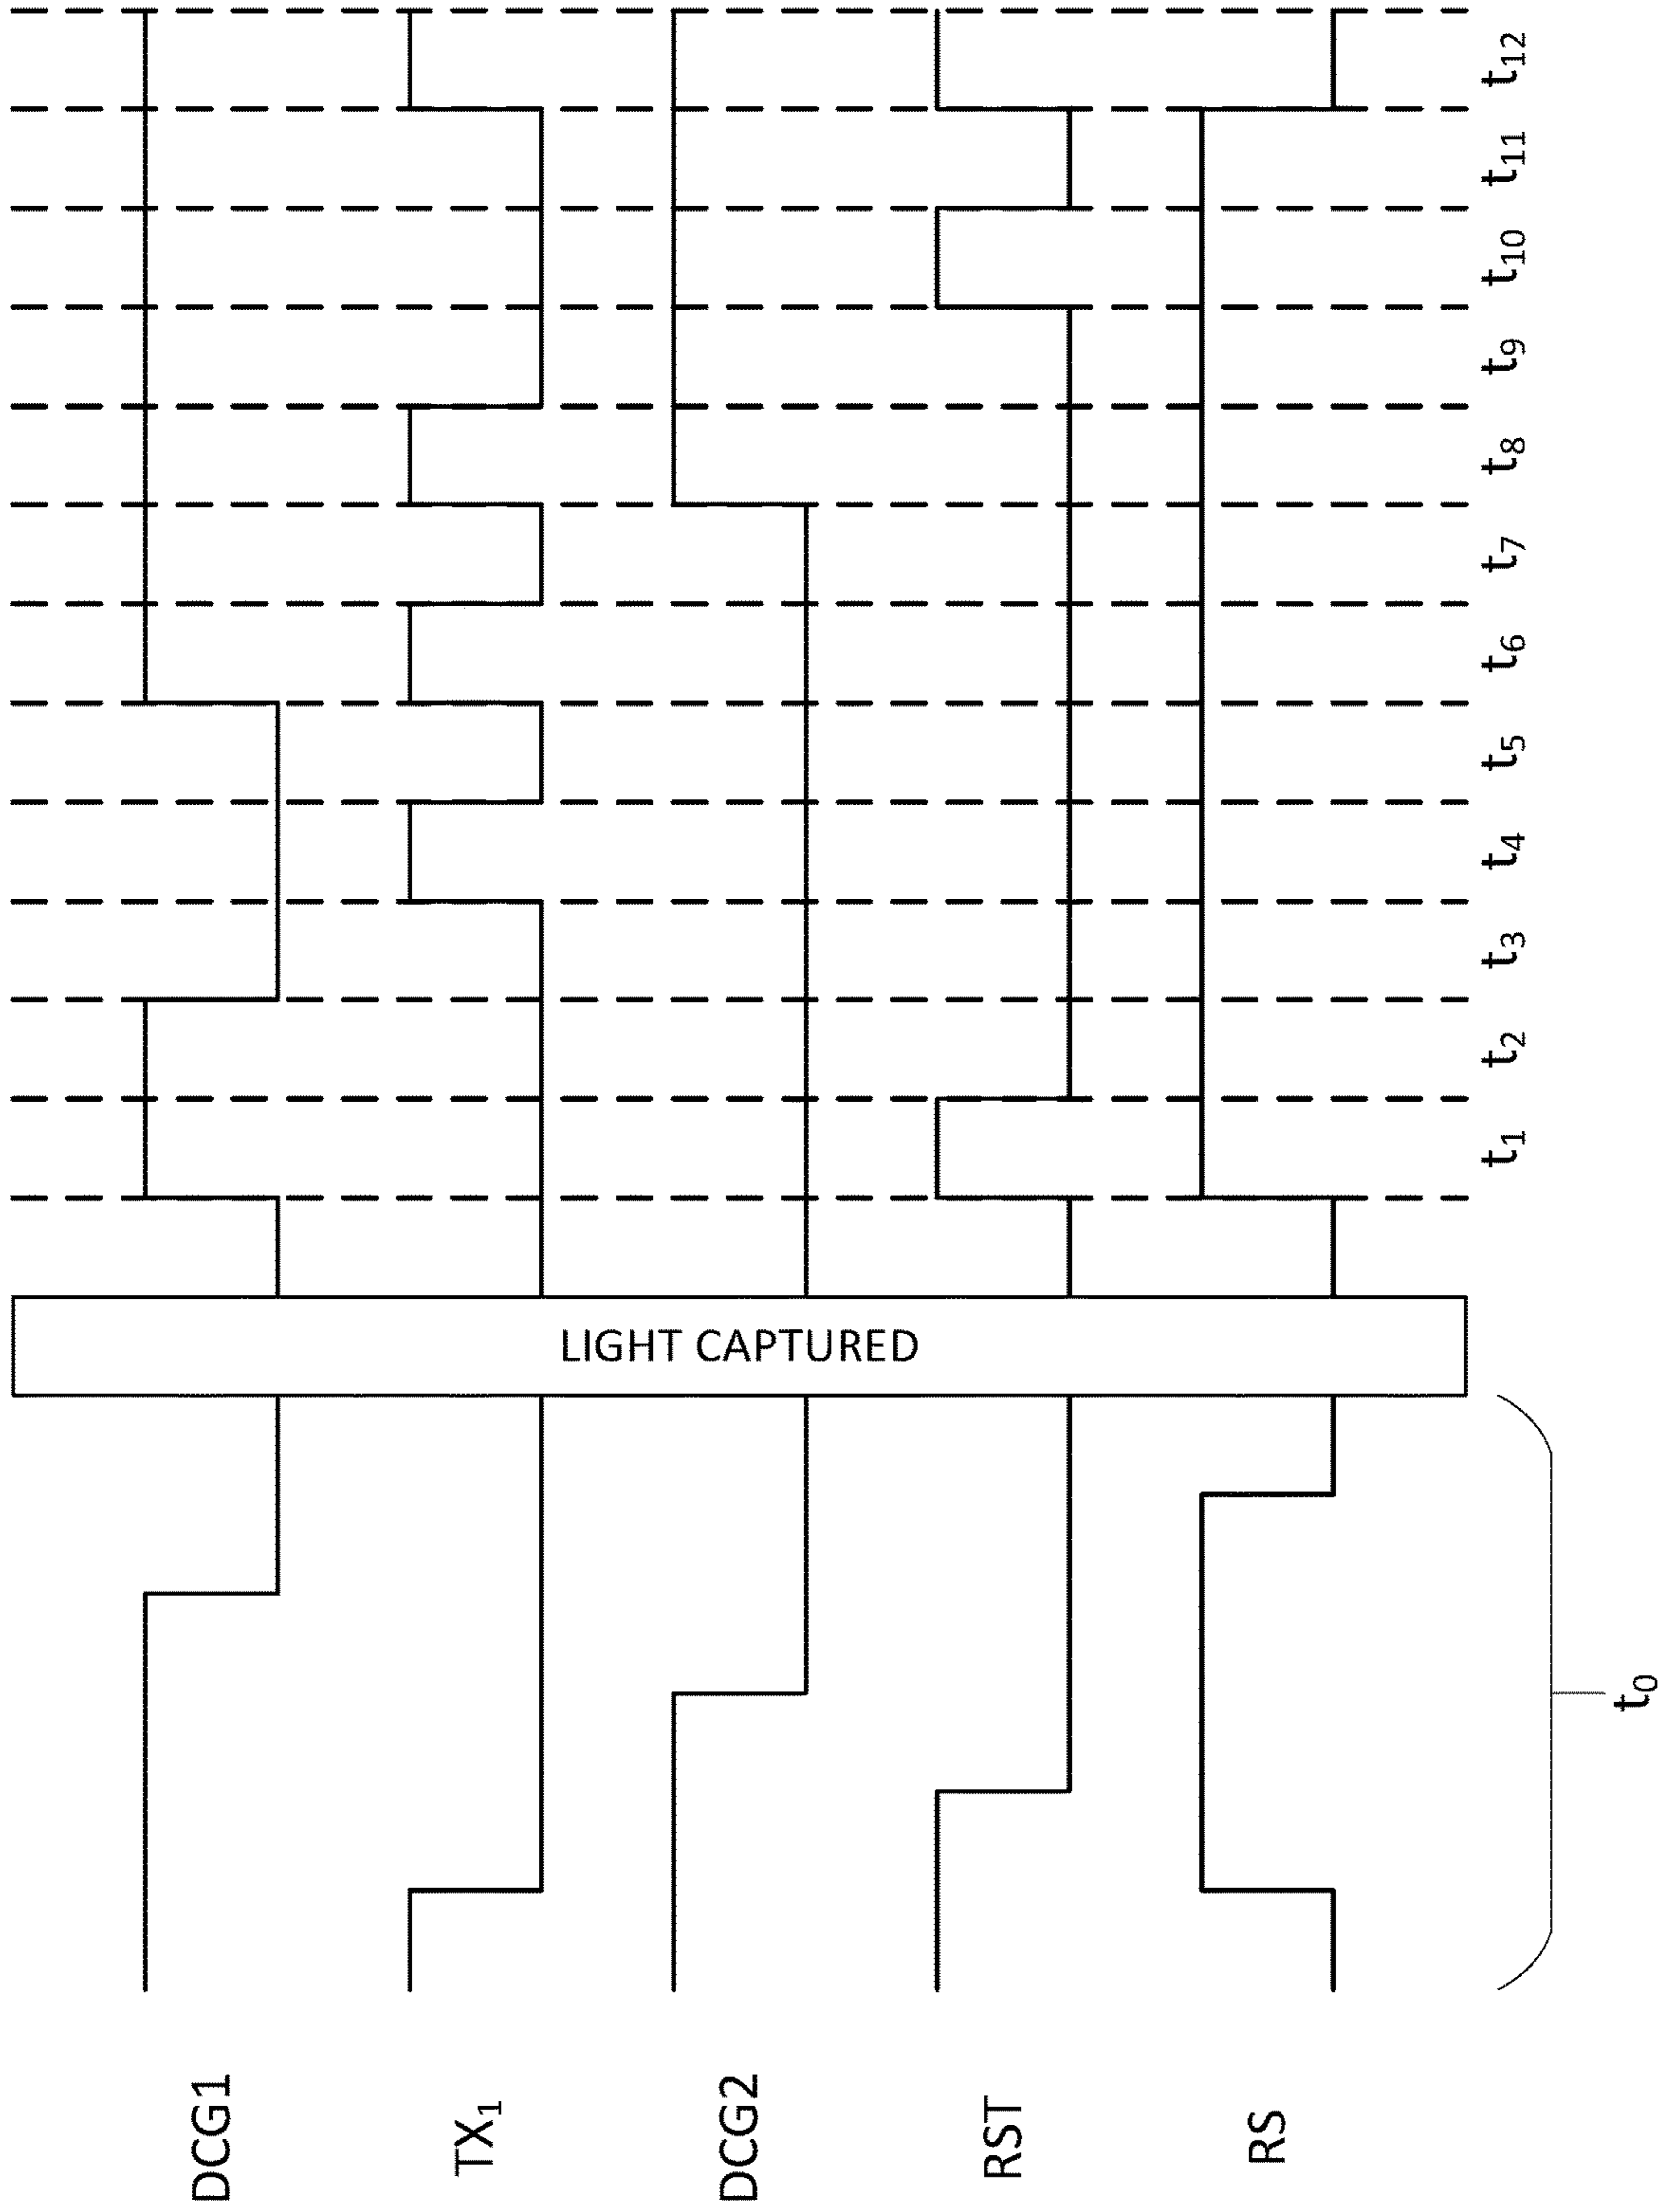 DCG1
TX₁
DCG2
RST
RS
LIGHT CAPTURED
t₀
t₁
t₂
t₃
t₄
t₅
t₆
t₇
t₈
t₉
t₁₀
t₁₁
t₁₂